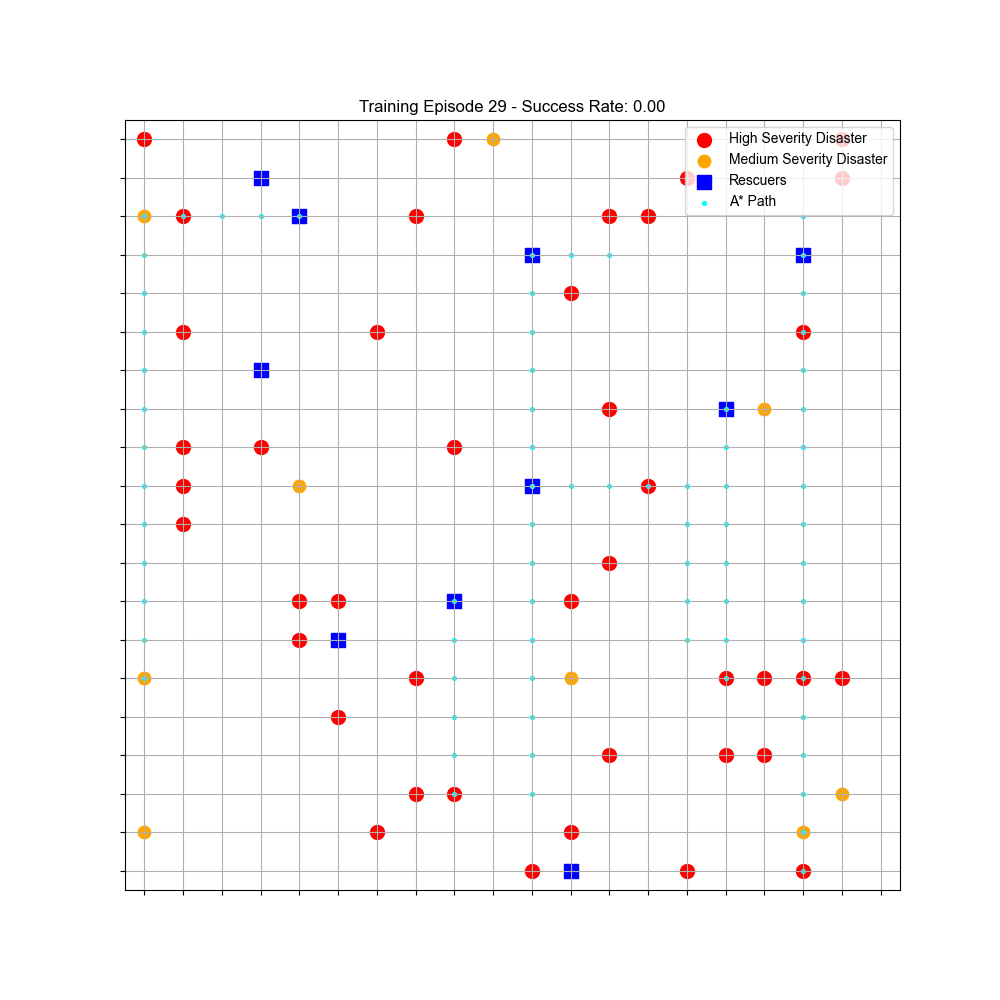 Training Episode 29 - Success Rate: 0.00
High Severity Disaster
Medium Severity Disaster
Rescuers
A* Path